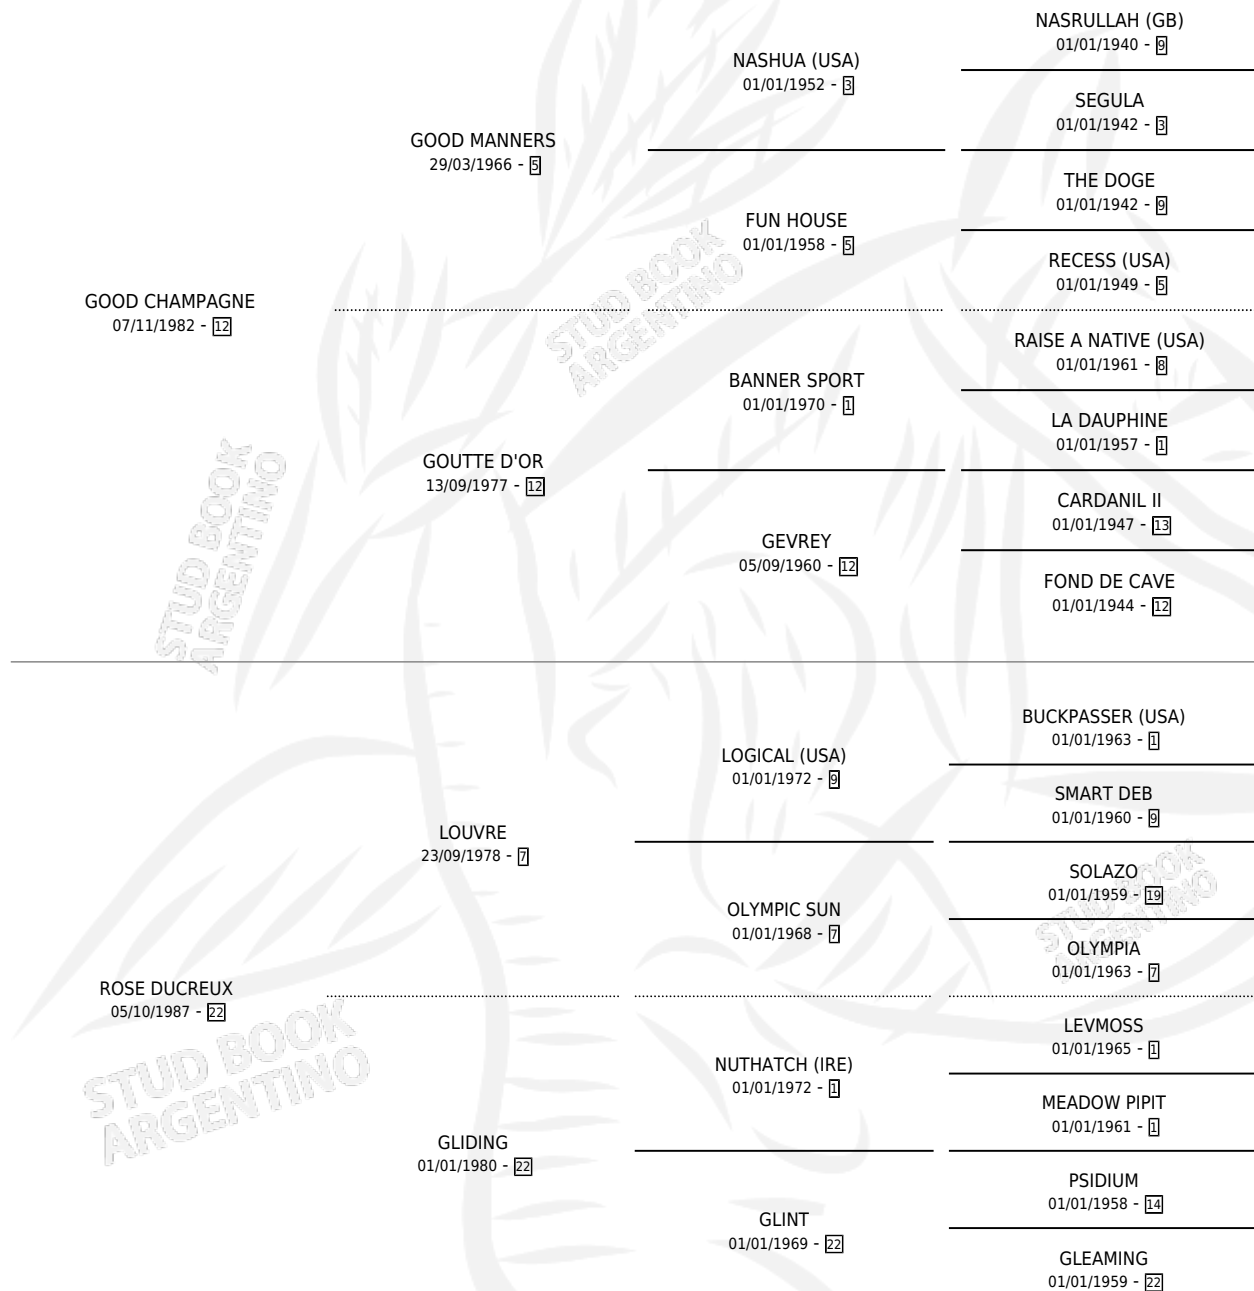 NASRULLAH (GB)
01/01/1940 - 9
NASHUA (USA)
01/01/1952 - 3
SEGULA
01/01/1942 - 3
GOOD MANNERS
29/03/1966 - 5
THE DOGE
01/01/1942 - 9
FUN HOUSE
01/01/1958 - 5
RECESS (USA)
01/01/1949 - 5
GOOD CHAMPAGNE
07/11/1982 - 12
STUD BOOK
ARGENTINO
RAISE A NATIVE (USA)
01/01/1961 - 8
BANNER SPORT
01/01/1970 - 1
LA DAUPHINE
01/01/1957 - 1
GOUTTE D'OR
13/09/1977 - 12
CARDANIL II
01/01/1947 - 13
GEVREY
05/09/1960 - 12
FOND DE CAVE
01/01/1944 - 12
STUD BOOK
ARGENTINO
BUCKPASSER (USA)
01/01/1963 - 1
LOGICAL (USA)
01/01/1972 - 9
SMART DEB
01/01/1960 - 9
LOUVRE
23/09/1978 - 7
SOLAZO
01/01/1959 - 19
OLYMPIC SUN
01/01/1968 - 7
STUD BOOK
ARGENTINO
OLYMPIA
01/01/1963 - 7
ROSE DUCREUX
05/10/1987 - 22
STUD BOOK
ARGENTINO
LEVMOSS
01/01/1965 - 1
NUTHATCH (IRE)
01/01/1972 - 1
MEADOW PIPIT
01/01/1961 - 1
GLIDING
01/01/1980 - 22
PSIDIUM
01/01/1958 - 14
GLINT
01/01/1969 - 22
GLEAMING
01/01/1959 - 22